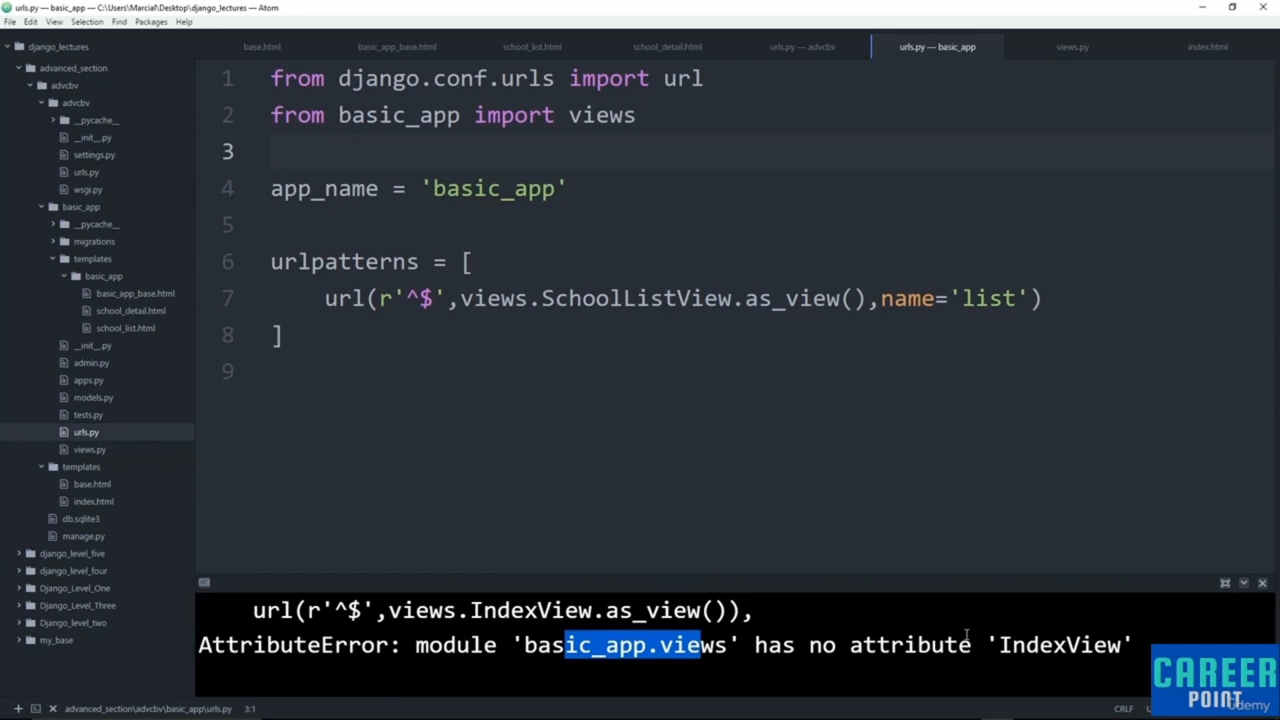 urls.py — basic_app — C:\Users\Marcial\Desktop\django_lectures — Atom
File Edit View Selection Find Packages Help
django_lectures
advanced_section
advcbv
advcbv
__pycache__
__init__.py
settings.py
urls.py
wsgi.py
basic_app
__pycache__
migrations
templates
basic_app
basic_app_base.html
school_detail.html
school_list.html
__init__.py
admin.py
apps.py
models.py
tests.py
urls.py
views.py
templates
base.html
index.html
db.sqlite3
manage.py
django_level_five
django_level_four
Django_Level_One
Django_Level_Three
Django_Level_two
my_base
base.html basic_app_base.html school_list.html school_detail.html urls.py — advcbv urls.py — basic_app views.py index.html
1 from django.conf.urls import url
2 from basic_app import views
3
4 app_name = 'basic_app'
5
6 urlpatterns = [
7 url(r'^$',views.SchoolListView.as_view(),name='list')
8 ]
9
url(r'^$',views.IndexView.as_view()),
AttributeError: module 'basic_app.views' has no attribute 'IndexView'
CAREER
POINT
Udemy
advanced_section\advcbv\basic_app\urls.py 3:1 CRLF